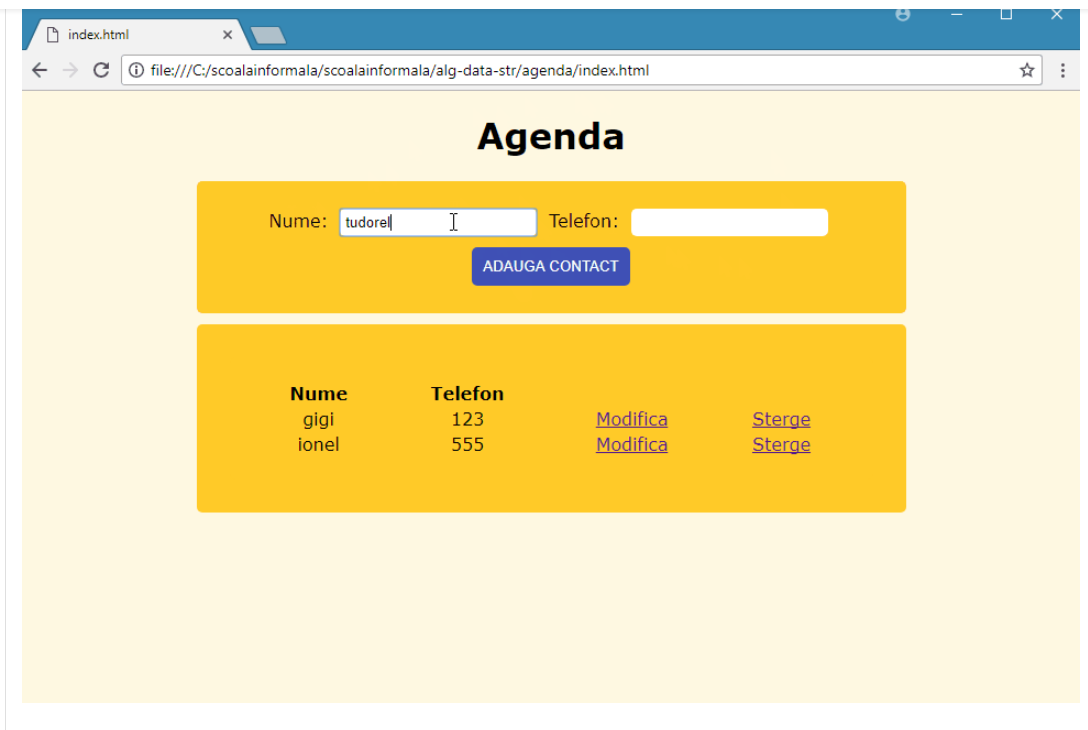 index.html
file:///C:/scoalainformala/scoalainformala/alg-data-str/agenda/index.html
Agenda
Nume: tudorel Telefon:
ADAUGA CONTACT
Nume Telefon
gigi 123 Modifica Sterge
ionel 555 Modifica Sterge